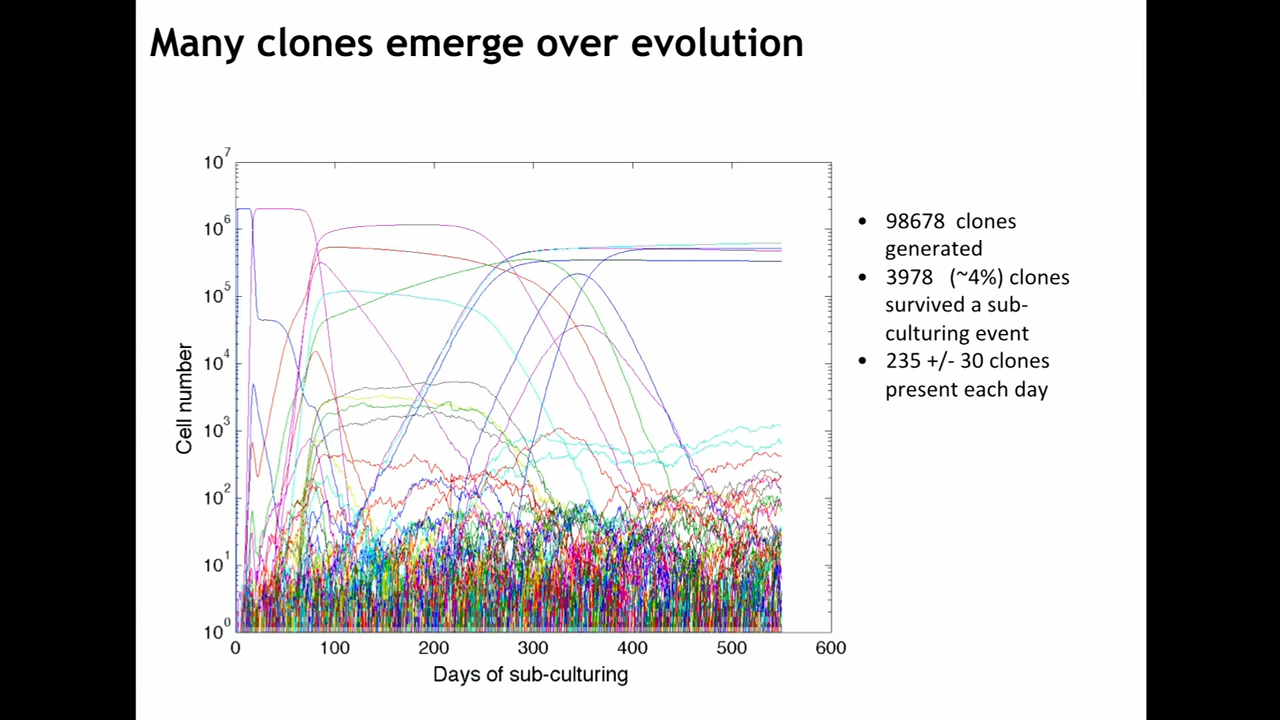 Many clones emerge over evolution
10^7
10^6
10^5
10^4
10^3
10^2
10^1
10^0
Cell number
0 100 200 300 400 500 600
Days of sub-culturing
• 98678 clones
generated
• 3978 (~4%) clones
survived a sub-
culturing event
• 235 +/- 30 clones
present each day